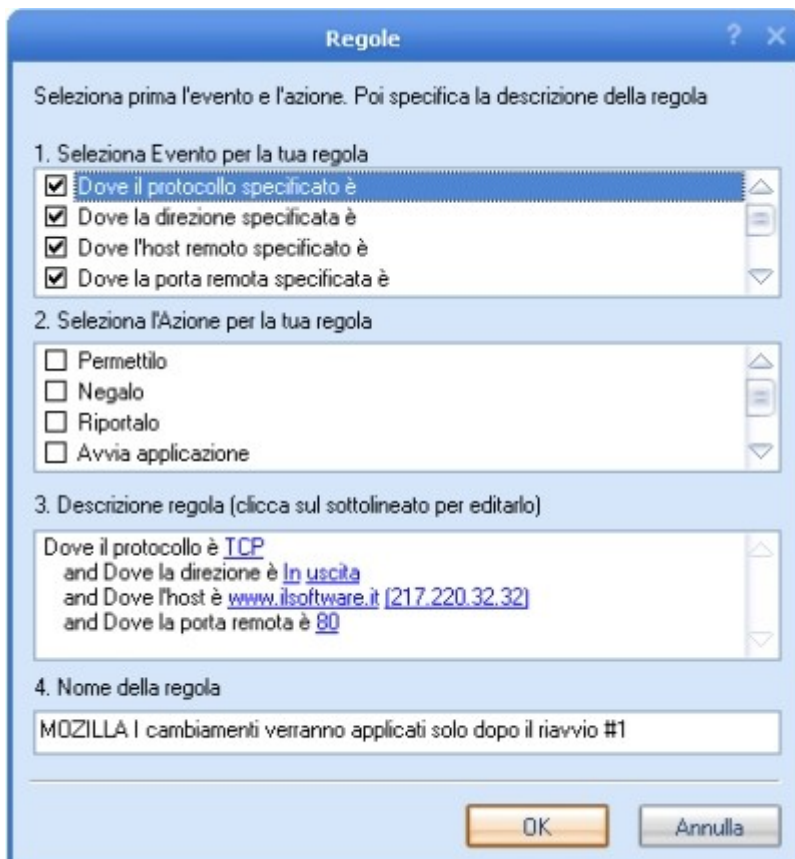 Regole
Seleziona prima l'evento e l'azione. Poi specifica la descrizione della regola
1. Seleziona Evento per la tua regola
Dove il protocollo specificato è
Dove la direzione specificata è
Dove l'host remoto specificato è
Dove la porta remota specificata è
2. Seleziona l'Azione per la tua regola
Permettilo
Negalo
Riportalo
Avvia applicazione
3. Descrizione regola (clicca sul sottolineato per editarlo)
Dove il protocollo è TCP
and Dove la direzione è In uscita
and Dove l'host è www.ilsoftware.it (217.220.32.32)
and Dove la porta remota è 80
4. Nome della regola
MOZILLA I cambiamenti verranno applicati solo dopo il riavvio #1
OK
Annulla